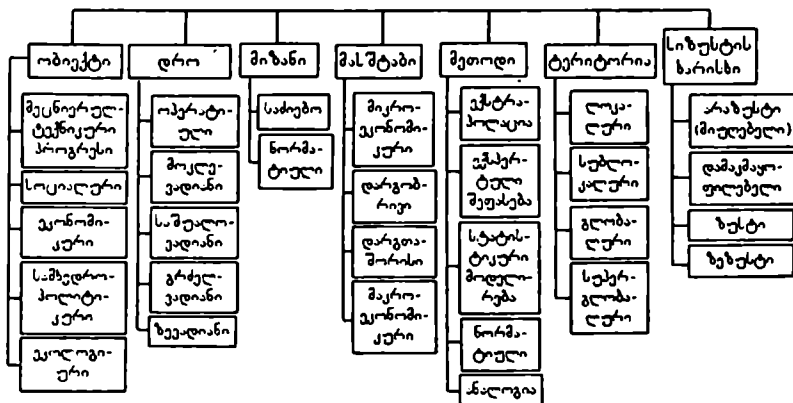 ობიექტი
მეცნიერულ-
ტექნიკური
პროგრესი
სოციალური
ეკონომი-
კური
სამხედრო-
პოლიტი-
კური
ეკოლოგი-
ური
დრო
ოპერატი-
ული
მოკლე-
ვადიანი
საშუალო-
ვადიანი
გრძელ-
ვადიანი
ზევადიანი
მიზანი
საძიებო
ნორმა-
ტიული
მასშტაბი
მიკრო-
ეკონომი-
კური
დარგობ-
რივი
დარგთა-
შორისი
მაკრო-
ეკონომი-
კური
მეთოდი
ექსტრა-
პოლაცია
ექსპერ-
ტული
შეფასება
სტატის-
ტიკური
მოდელი-
რება
ნორმა-
ტიული
ანალოგია
ტერიტორია
ლოკა-
ლური
სუბლო-
კალური
გლობა-
ლური
სუპერ-
გლობა-
ლური
სიზუსტის
ხარისხი
არაზუსტი
(მიუღებელი)
დამაკმაყო-
ფილებელი
ზუსტი
ზეზუსტი